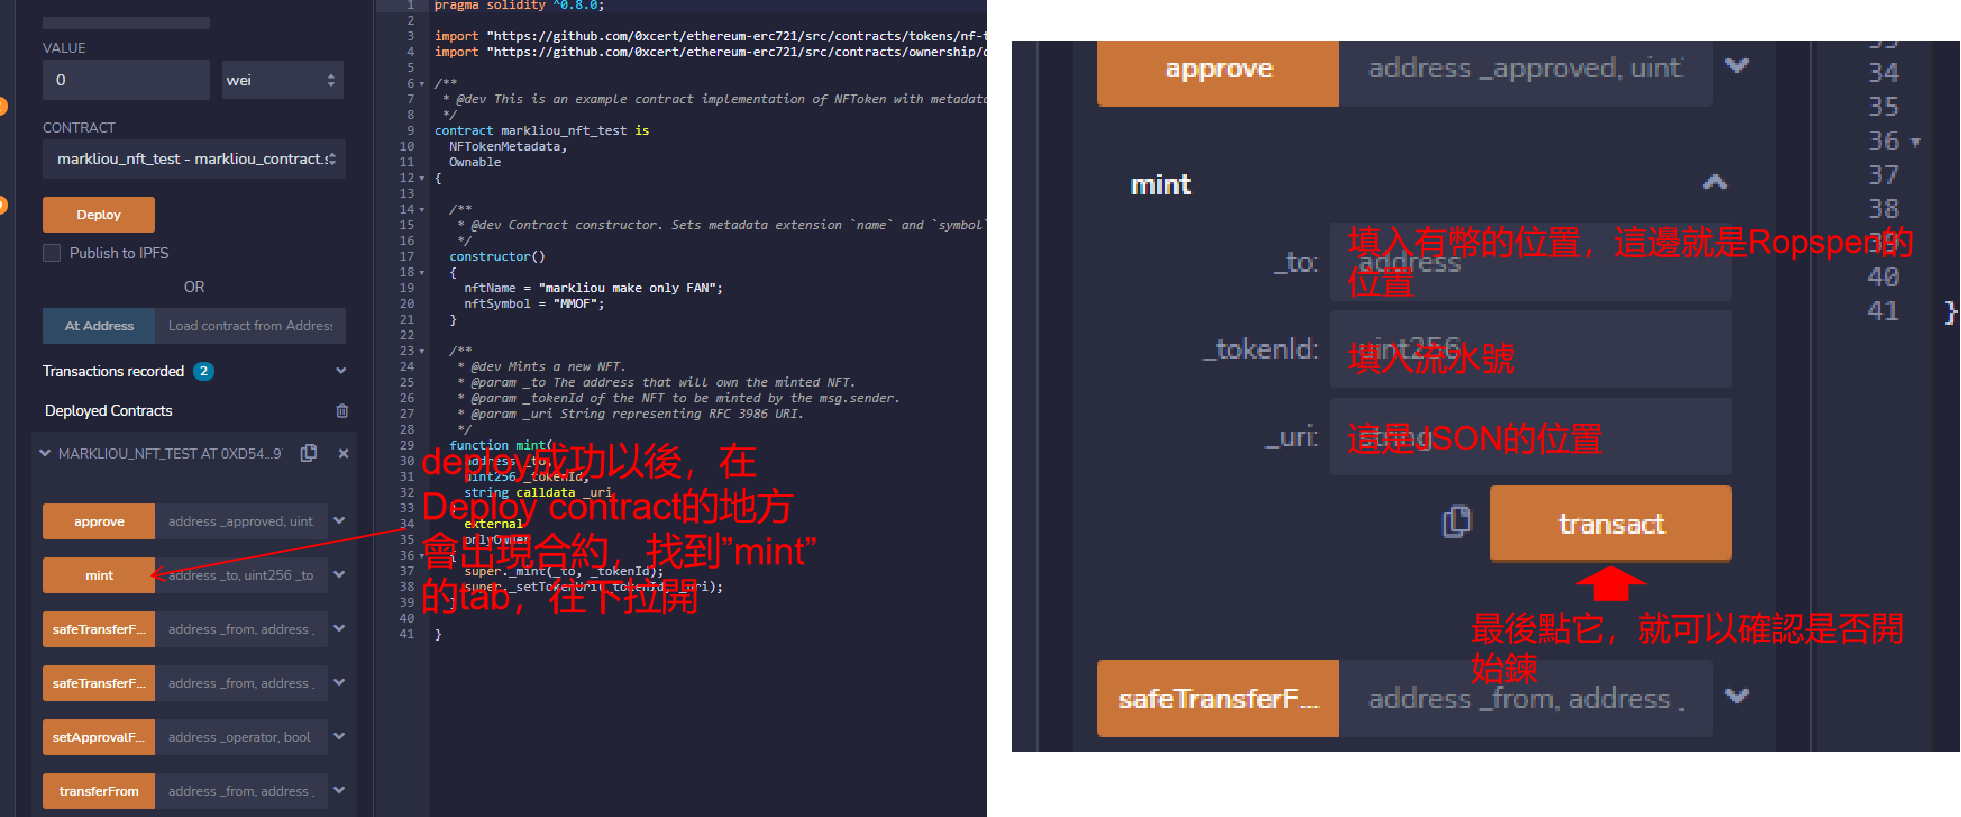 VALUE
0
wei
CONTRACT
markliou_nft_test - markliou_contract.s
Deploy
Publish to IPFS
OR
At Address
Load contract from Address
Transactions recorded 2
Deployed Contracts
MARKLIOU_NFT_TEST AT 0XD54...9
approve
address _approved, uint
mint
address _to, uint256 _to
safeTransferF...
address _from, address _
safeTransferF...
address _from, address _
setApprovalF...
address _operator, bool
transferFrom
address _from, address _
1 pragma solidity ^0.8.0;
2
3 import "https://github.com/0xcert/ethereum-erc721/src/contracts/tokens/nf-t
4 import "https://github.com/0xcert/ethereum-erc721/src/contracts/ownership/o
5
6 /**
7 * @dev This is an example contract implementation of NFToken with metadata
8 */
9 contract markliou_nft_test is
10 NFTokenMetadata,
11 Ownable
12 {
13
14 /**
15 * @dev Contract constructor. Sets metadata extension `name` and `symbol`
16 */
17 constructor()
18 {
19 nftName = "markliou make only FAN";
20 nftSymbol = "MMOF";
21 }
22
23 /**
24 * @dev Mints a new NFT.
25 * @param _to The address that will own the minted NFT.
26 * @param _tokenId of the NFT to be minted by the msg.sender.
27 * @param _uri String representing RFC 3986 URI.
28 */
29 function mint(
30 address _to,
31 uint256 _tokenId,
32 string calldata _uri
33
34 external
35 onlyOwner
36 {
37 super._mint(_to, _tokenId);
38 super._setTokenUri(_tokenId, _uri);
39
40
41 }
deploy成功以後，在
Deploy contract的地方
會出現合約，找到”mint”
的tab，往下拉開
approve
address _approved, uint
mint
_to:
address
填入有幣的位置，這邊就是Ropspen的
位置
_tokenId:
uint256
填入流水號
_uri:
string
這是JSON的位置
transact
最後點它，就可以確認是否開
始鍊
safeTransferF...
address _from, address _
33
34
35
36
37
38
39
40
41 }